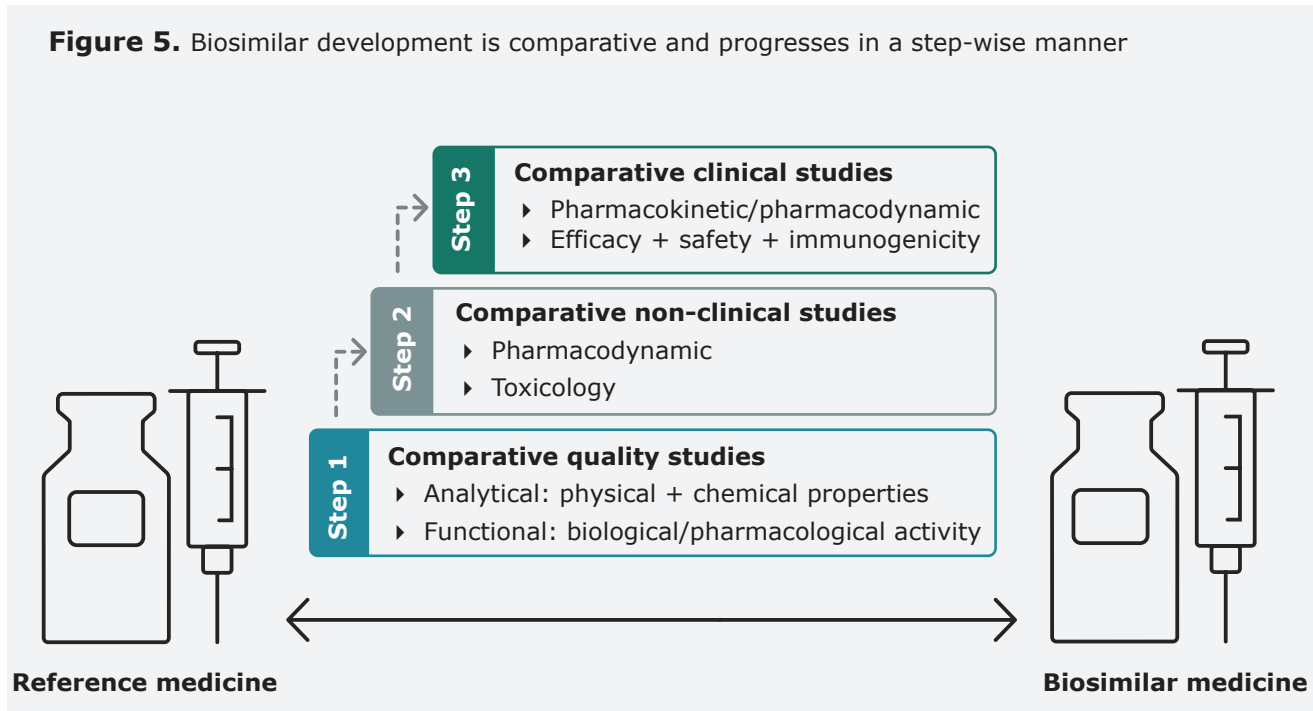 Figure 5. Biosimilar development is comparative and progresses in a step-wise manner
Step 3
Comparative clinical studies
‣ Pharmacokinetic/pharmacodynamic
‣ Efficacy + safety + immunogenicity
Step 2
Comparative non-clinical studies
‣ Pharmacodynamic
‣ Toxicology
Step 1
Comparative quality studies
‣ Analytical: physical + chemical properties
‣ Functional: biological/pharmacological activity
Reference medicine
Biosimilar medicine